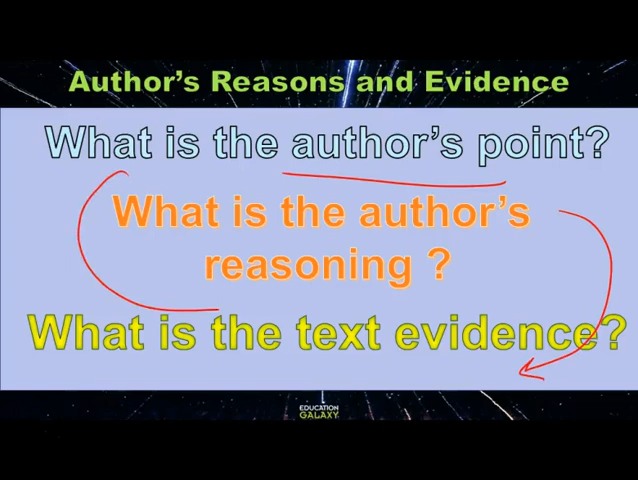 Author's Reasons and Evidence
What is the author's point?
What is the author's
reasoning ?
What is the text evidence?
EDUCATION
GALAXY